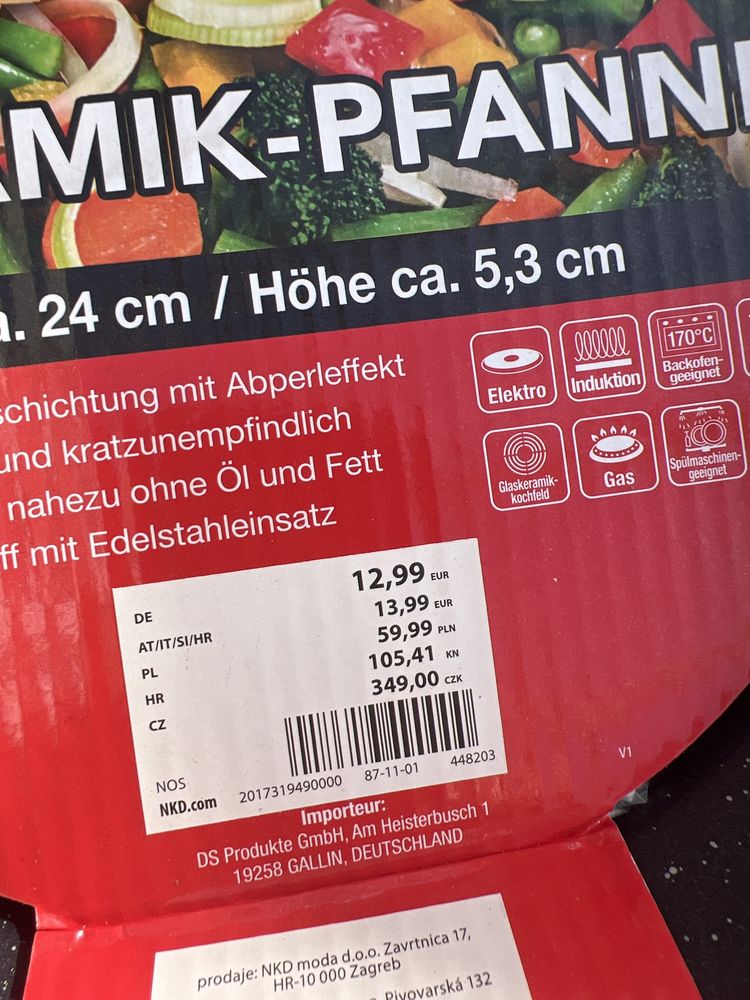 MIK-PFANN
24 cm / Höhe ca. 5,3 cm
mit Abperleffekt
und kratzunempfindlich
nahezu ohne Öl und Fett
mit Edelstahleinsatz
Elektro
Induktion
170°C
Backofen-
geeignet
Glaskeramik-
kochfeld
Gas
Spülmaschinen-
geeignet
DE 12,99 EUR
AT/IT/SI/HR 13,99 EUR
PL 59,99 PLN
HR 105,41 KN
CZ 349,00 CZK
NOS
NKD.com 2017319490000 87-11-01 448203
V1
Importeur:
DS Produkte GmbH, Am Heisterbusch 1
19258 GALLIN, DEUTSCHLAND
prodaje: NKD moda d.o.o. Zavrtnica 17,
HR-10 000 Zagreb
Pivovarská 132